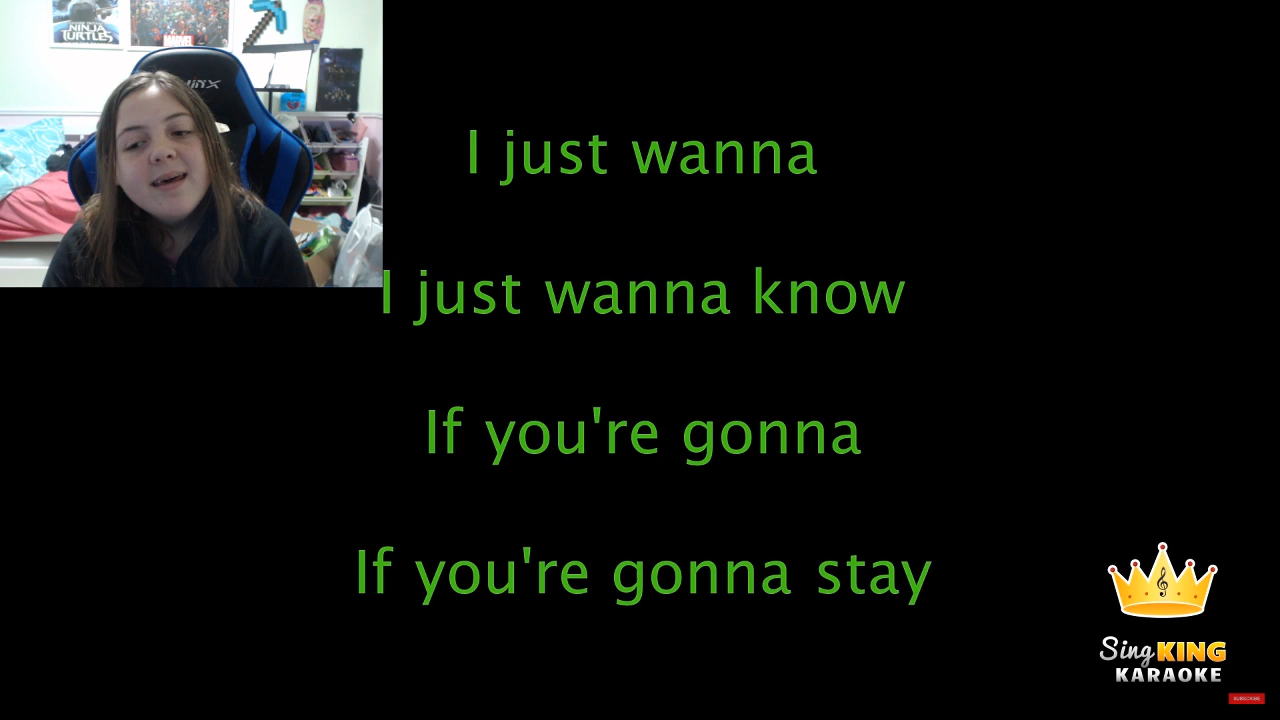 NINJA
TURTLES
MARVEL
I just wanna
I just wanna know
If you're gonna
If you're gonna stay
Sing KING
KARAOKE
SUBSCRIBE